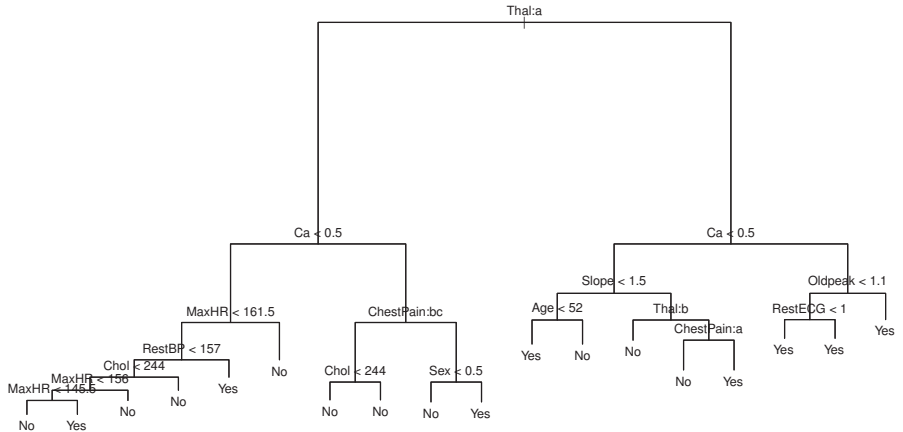 Thal:a
Ca < 0.5
Ca < 0.5
Slope < 1.5
Oldpeak < 1.1
MaxHR < 161.5
ChestPain:bc
Age < 52
Thal:b
RestECG < 1
ChestPain:a
Yes
RestBP < 157
Yes
No
No
Yes
Yes
Chol < 244
No
Chol < 244
Sex < 0.5
MaxHR < 156
No
Yes
MaxHR < 145.5
Yes
No
No
No
No
No
Yes
No
Yes